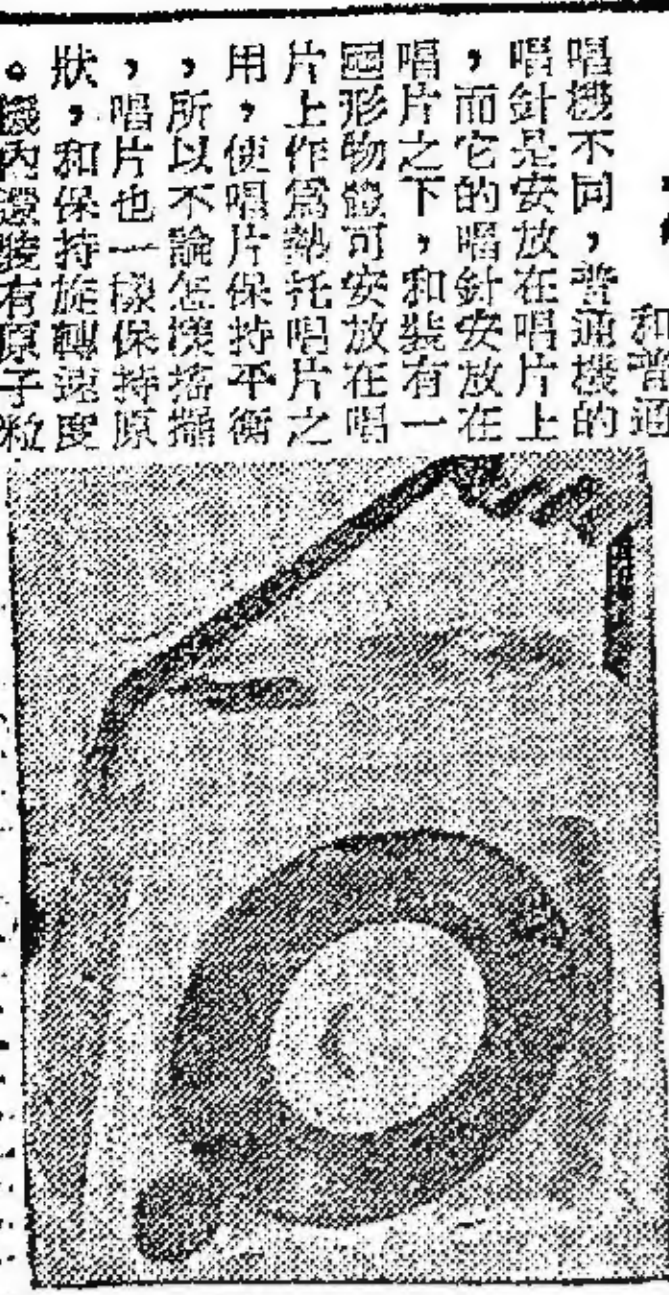 和普通
唱機不同，普通機的
唱針是安放在唱片上
，而它的唱針安放在
唱片之下，和裝有一
圓形物體可安放在唱
片上作爲墊托唱片之
用，使唱片保持平衡
，所以不論怎樣搖擺
，唱片也一樣保持原
狀，和保持旋轉速度
。機內還裝有原子粒